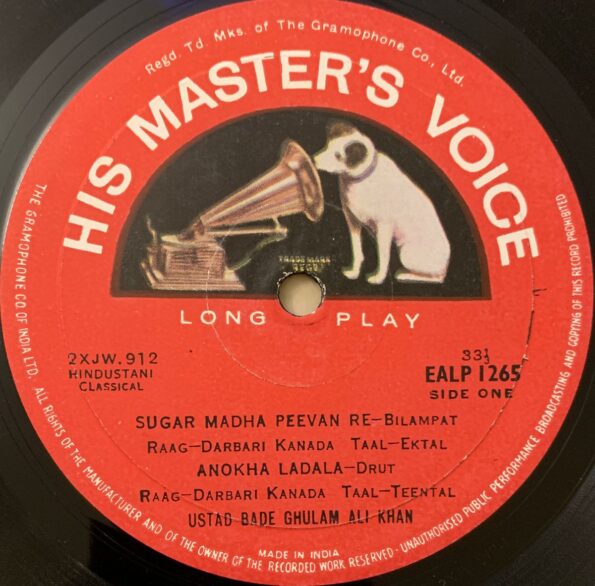 Regd. Td. Mks. of The Gramophone Co., Ltd.
HIS MASTER'S VOICE
TRADE MARK
REGD
LONG PLAY
2XJW.912
HINDUSTANI
CLASSICAL
33⅓
EALP 1265
SIDE ONE
SUGAR MADHA PEEVAN RE—BILAMPAT
RAAG—DARBARI KANADA TAAL—EKTAL
ANOKHA LADALA—DRUT
RAAG—DARBARI KANADA TAAL—TEENTAL
USTAD BADE GHULAM ALI KHAN
MADE IN INDIA
THE GRAMOPHONE CO. OF INDIA LTD. ALL RIGHTS OF THE MANUFACTURER AND OF THE OWNER OF THE RECORDED WORK RESERVED · UNAUTHORISED PUBLIC PERFORMANCE BROADCASTING AND COPYING OF THIS RECORD PROHIBITED